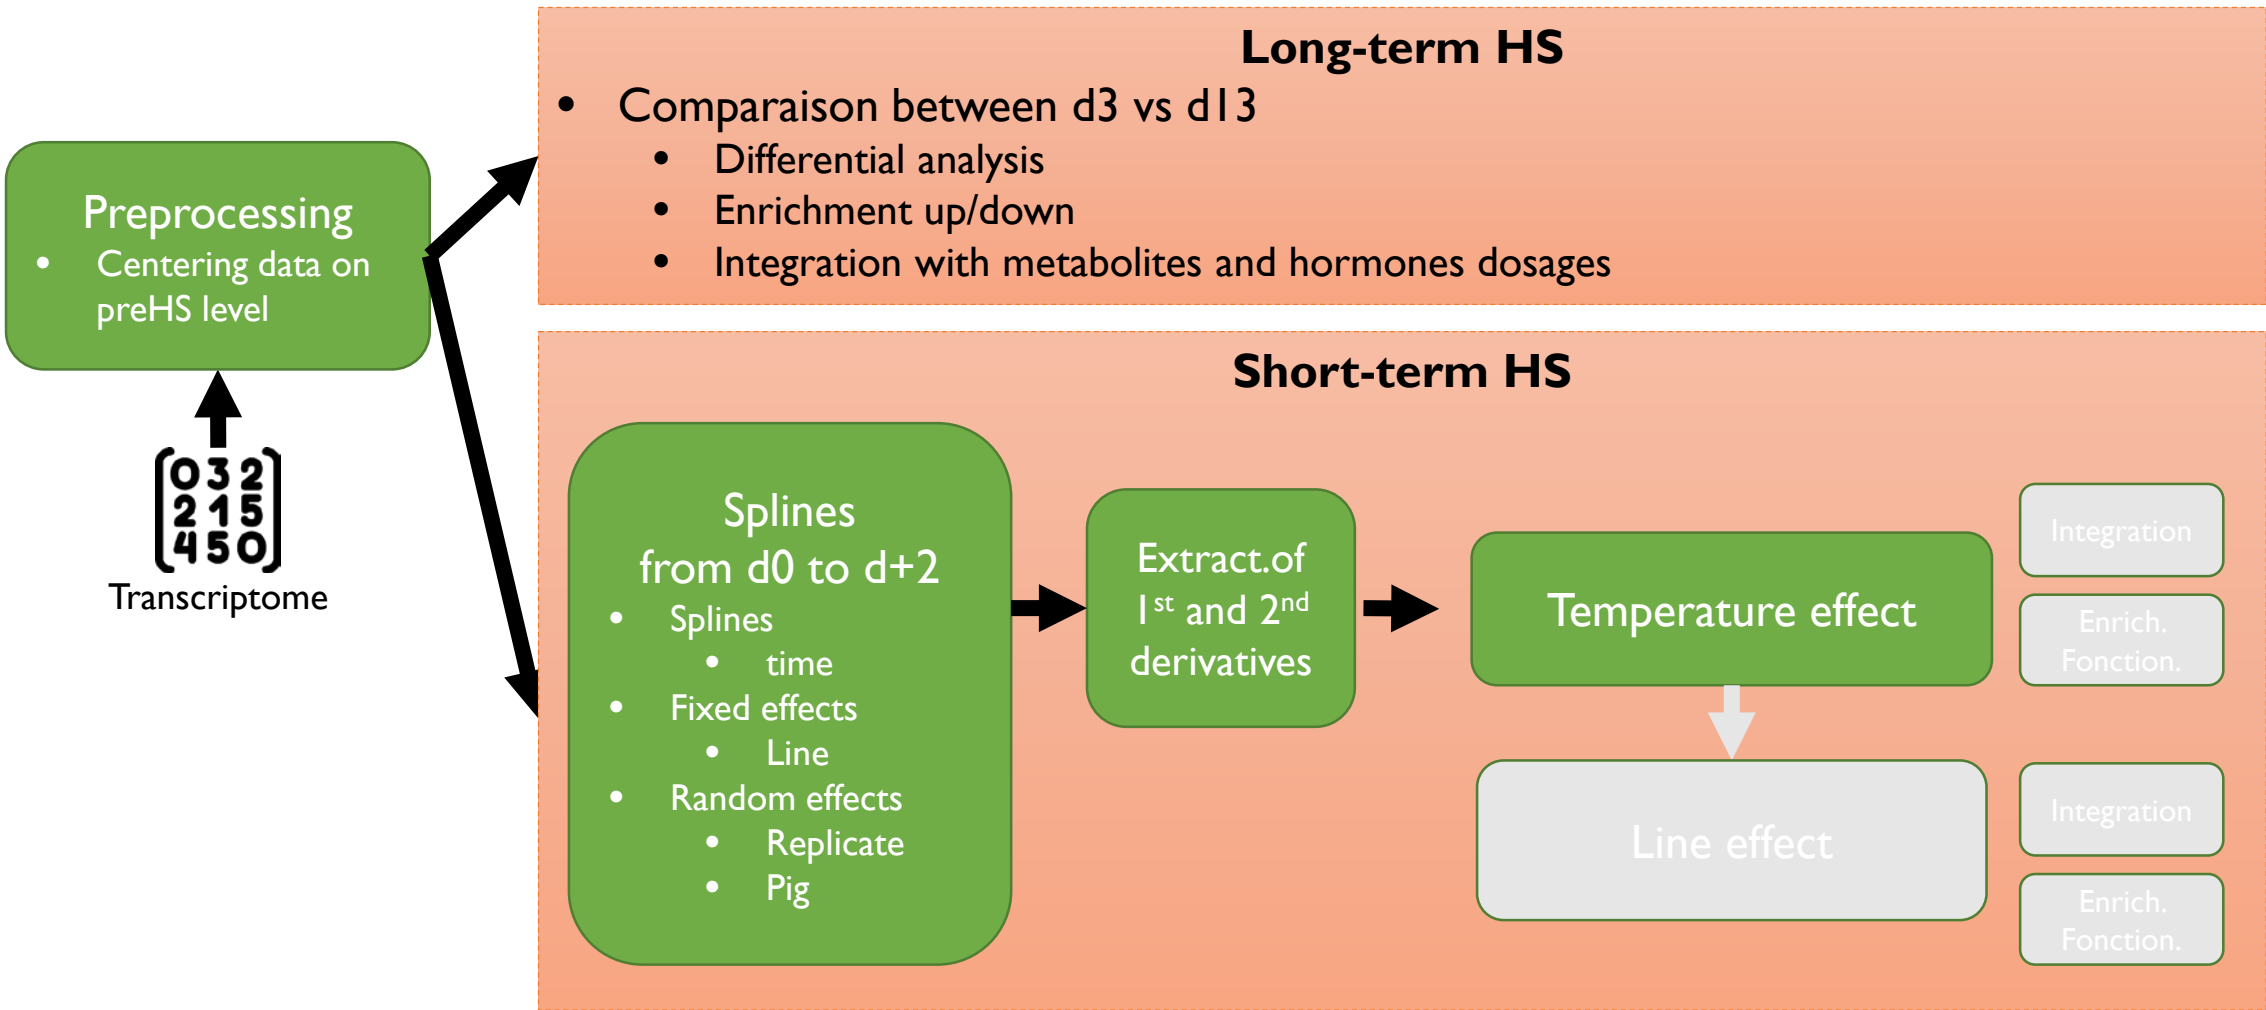 Long-term HS
• Comparaison between d3 vs d13
• Differential analysis
• Enrichment up/down
• Integration with metabolites and hormones dosages
Preprocessing
• Centering data on
preHS level
0 3 2
2 1 5
4 5 0
Transcriptome
Short-term HS
Splines
from d0 to d+2
• Splines
• time
• Fixed effects
• Line
• Random effects
• Replicate
• Pig
Extract.of
1st and 2nd
derivatives
Temperature effect
Integration
Enrich.
Fonction.
Line effect
Integration
Enrich.
Fonction.